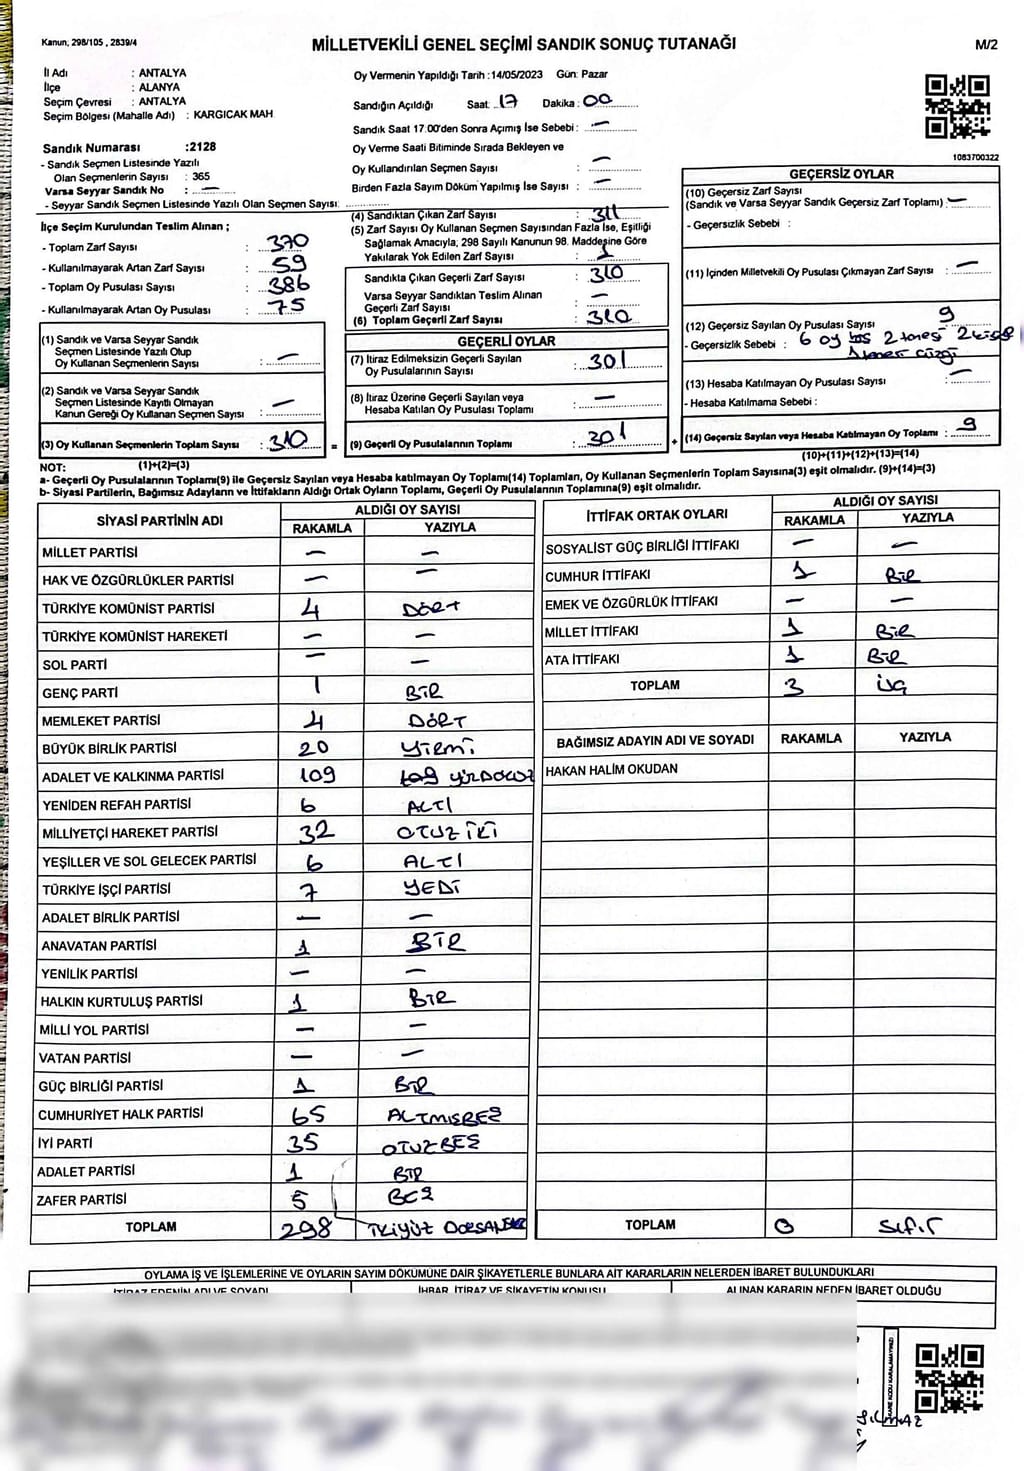 Kanun, 298/105 , 2839/4
MİLLETVEKİLİ GENEL SEÇİMİ SANDIK SONUÇ TUTANAĞI
M/2
İl Adı : ANTALYA
İlçe : ALANYA
Seçim Çevresi : ANTALYA
Seçim Bölgesi (Mahalle Adı) : KARGICAK MAH
Sandık Numarası :2128
- Sandık Seçmen Listesinde Yazılı
Olan Seçmenlerin Sayısı : 365
Varsa Seyyar Sandık No : —
- Seyyar Sandık Seçmen Listesinde Yazılı Olan Seçmen Sayısı:
Oy Vermenin Yapıldığı Tarih :14/05/2023 Gün: Pazar
Sandığın Açıldığı Saat: 17 Dakika: 00
Sandık Saat 17.00'den Sonra Açımış İse Sebebi : —
Oy Verme Saati Bitiminde Sırada Bekleyen ve
Oy Kullandırılan Seçmen Sayısı : —
Birden Fazla Sayım Döküm Yapılmış İse Sayısı : —
1083700322
İlçe Seçim Kurulundan Teslim Alınan ;
- Toplam Zarf Sayısı : 370
- Kullanılmayarak Artan Zarf Sayısı : 59
- Toplam Oy Pusulası Sayısı : 386
- Kullanılmayarak Artan Oy Pusulası : 75
(1) Sandık ve Varsa Seyyar Sandık
Seçmen Listesinde Yazılı Olup
Oy Kullanan Seçmenlerin Sayısı : —
(2) Sandık ve Varsa Seyyar Sandık
Seçmen Listesinde Kayıtlı Olmayan
Kanun Gereği Oy Kullanan Seçmen Sayısı : —
(3) Oy Kullanan Seçmenlerin Toplam Sayısı : 310
(4) Sandıktan Çıkan Zarf Sayısı : 311
(5) Zarf Sayısı Oy Kullanan Seçmen Sayısından Fazla İse, Eşitliği
Sağlamak Amacıyla, 298 Sayılı Kanunun 98. Maddesine Göre
Yakılarak Yok Edilen Zarf Sayısı : 1
Sandıkta Çıkan Geçerli Zarf Sayısı : 310
Varsa Seyyar Sandıktan Teslim Alınan
Geçerli Zarf Sayısı : —
(6) Toplam Geçerli Zarf Sayısı : 310
GEÇERLİ OYLAR
(7) İtiraz Edilmeksizin Geçerli Sayılan
Oy Pusulalarının Sayısı : 301
(8) İtiraz Üzerine Geçerli Sayılan veya
Hesaba Katılan Oy Pusulası Toplamı : —
= (9) Geçerli Oy Pusulalarının Toplamı : 301 +
GEÇERSİZ OYLAR
(10) Geçersiz Zarf Sayısı
(Sandık ve Varsa Seyyar Sandık Geçersiz Zarf Toplamı) : —
- Geçersizlik Sebebi :
(11) İçinden Milletvekili Oy Pusulası Çıkmayan Zarf Sayısı : —
(12) Geçersiz Sayılan Oy Pusulası Sayısı : 9
- Geçersizlik Sebebi : 6 oy 2 tanesi
(13) Hesaba Katılmayan Oy Pusulası Sayısı : —
- Hesaba Katılmama Sebebi :
(14) Geçersiz Sayılan veya Hesaba Katılmayan Oy Toplamı : 9
NOT: (1)+(2)=(3)
(10)+(11)+(12)+(13)=(14)
a- Geçerli Oy Pusulalarının Toplamı(9) ile Geçersiz Sayılan veya Hesaba katılmayan Oy Toplamı(14) Toplamları, Oy Kullanan Seçmenlerin Toplam Sayısına(3) eşit olmalıdır. (9)+(14)=(3)
b- Siyasi Partilerin, Bağımsız Adayların ve İttifakların Aldığı Ortak Oyların Toplamı, Geçerli Oy Pusulalarının Toplamına(9) eşit olmalıdır.
SİYASİ PARTİNİN ADI ALDIĞI OY SAYISI
RAKAMLA YAZIYLA
MİLLET PARTİSİ — —
HAK VE ÖZGÜRLÜKLER PARTİSİ — —
TÜRKİYE KOMÜNİST PARTİSİ 4 DÖRT
TÜRKİYE KOMÜNİST HAREKETİ — —
SOL PARTİ — —
GENÇ PARTİ 1 BİR
MEMLEKET PARTİSİ 4 DÖRT
BÜYÜK BİRLİK PARTİSİ 20 YİRMİ
ADALET VE KALKINMA PARTİSİ 109 YÜZDOKUZ
YENİDEN REFAH PARTİSİ 6 ALTI
MİLLİYETÇİ HAREKET PARTİSİ 32 OTUZ İKİ
YEŞİLLER VE SOL GELECEK PARTİSİ 6 ALTI
TÜRKİYE İŞÇİ PARTİSİ 7 YEDİ
ADALET BİRLİK PARTİSİ — —
ANAVATAN PARTİSİ 1 BİR
YENİLİK PARTİSİ — —
HALKIN KURTULUŞ PARTİSİ 1 BİR
MİLLİ YOL PARTİSİ — —
VATAN PARTİSİ — —
GÜÇ BİRLİĞİ PARTİSİ 1 BİR
CUMHURİYET HALK PARTİSİ 65 ALTMIŞBEŞ
İYİ PARTİ 35 OTUZBEŞ
ADALET PARTİSİ 1 BİR
ZAFER PARTİSİ 5 BEŞ
TOPLAM 298 İKİYÜZ
İTTİFAK ORTAK OYLARI ALDIĞI OY SAYISI
RAKAMLA YAZIYLA
SOSYALİST GÜÇ BİRLİĞİ İTTİFAKI — —
CUMHUR İTTİFAKI 1 BİR
EMEK VE ÖZGÜRLÜK İTTİFAKI — —
MİLLET İTTİFAKI 1 BİR
ATA İTTİFAKI 1 BİR
TOPLAM 3 ÜÇ
BAĞIMSIZ ADAYIN ADI VE SOYADI RAKAMLA YAZIYLA
HAKAN HALİM OKUDAN
TOPLAM 0 SIFIR
OYLAMA İŞ VE İŞLEMLERİNE VE OYLARIN SAYIM DÖKÜMÜNE DAİR ŞİKAYETLERLE BUNLARA AİT KARARLARIN NELERDEN İBARET BULUNDUKLARI
İTİRAZ EDENİN ADI VE SOYADI İHBAR, İTİRAZ VE ŞİKAYETİN KONUSU ALINAN KARARIN NEDEN İBARET OLDUĞU
KARE KODU KARALAMAYINIZ!